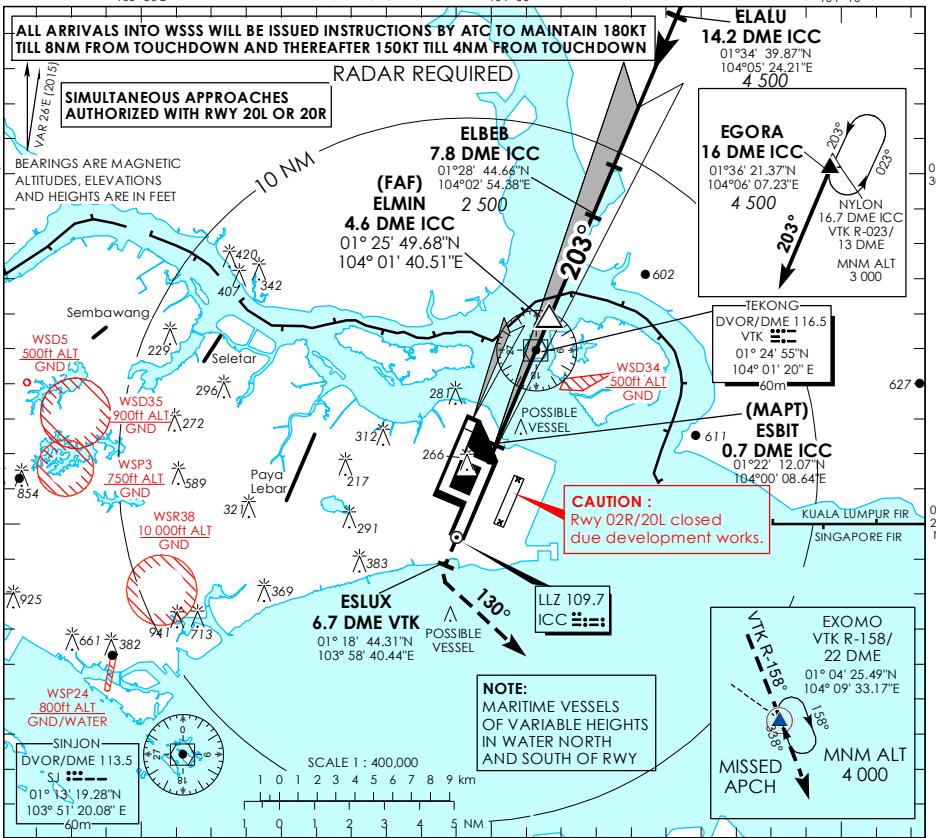 ALL ARRIVALS INTO WSSS WILL BE ISSUED INSTRUCTIONS BY ATC TO MAINTAIN 180KT
TILL 8NM FROM TOUCHDOWN AND THEREAFTER 150KT TILL 4NM FROM TOUCHDOWN
RADAR REQUIRED
SIMULTANEOUS APPROACHES
AUTHORIZED WITH RWY 20L OR 20R
VAR 26'E (2015)
BEARINGS ARE MAGNETIC
ALTITUDES, ELEVATIONS
AND HEIGHTS ARE IN FEET
10 NM
ELALU
14.2 DME ICC
01°34' 39.87"N
104°05' 24.21"E
4 500
ELBEB
7.8 DME ICC
01°28' 44.66"N
104°02' 54.38"E
2 500
(FAF)
ELMIN
4.6 DME ICC
01° 25' 49.68"N
104° 01' 40.51"E
203°
EGORA
16 DME ICC
01°36' 21.37"N
104°06' 07.23"E
4 500
203°
023°
203°
NYLON
16.7 DME ICC
VTK R-023/
13 DME
MNM ALT
3 000
TEKONG
DVOR/DME 116.5
VTK
01° 24' 55"N
104° 01' 20" E
60m
420
407
342
602
627
611
Sembawang
229
Seletar
296
WSD5
500ft ALT
GND
WSD35
900ft ALT
GND
272
WSP3
750ft ALT
GND
854
589
WSR38
10 000ft ALT
GND
281
312
266
217
Paya
Lebar
321
291
383
369
925
941
713
661
382
WSD34
500ft ALT
GND
POSSIBLE
VESSEL
(MAPT)
ESBIT
0.7 DME ICC
01°22' 12.07"N
104°00' 08.64"E
CAUTION :
Rwy 02R/20L closed
due development works.
KUALA LUMPUR FIR
SINGAPORE FIR
LLZ 109.7
ICC
ESLUX
6.7 DME VTK
01° 18' 44.31"N
103° 58' 40.44"E
130°
POSSIBLE
VESSEL
WSP24
800ft ALT
GND/WATER
SINJON
DVOR/DME 113.5
SJ
01° 13' 19.28"N
103° 51' 20.08" E
60m
NOTE:
MARITIME VESSELS
OF VARIABLE HEIGHTS
IN WATER NORTH
AND SOUTH OF RWY
EXOMO
VTK R-158/
22 DME
01° 04' 25.49"N
104° 09' 33.17"E
VTK R-158°
158°
338°
MISSED
APCH
MNM ALT
4 000
SCALE 1 : 400,000
1 0 1 2 3 4 5 6 7 8 9 km
1 0 1 2 3 4 5 NM